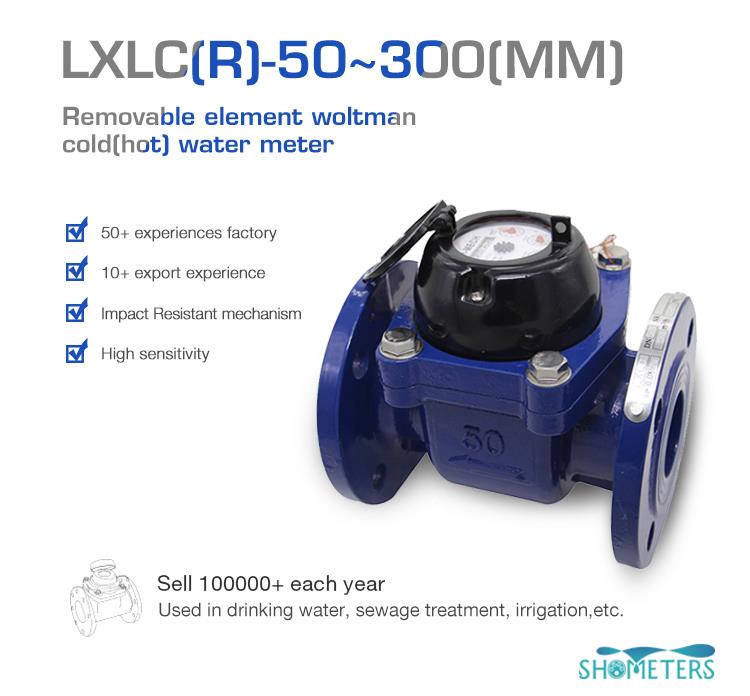 LXLC(R)-50~300(MM)
Removable element woltman
cold(hot) water meter
50+ experiences factory
10+ export experience
Impact Resistant mechanism
High sensitivity
50
DN
Sell 100000+ each year
Used in drinking water, sewage treatment, irrigation,etc.
SHOMETERS